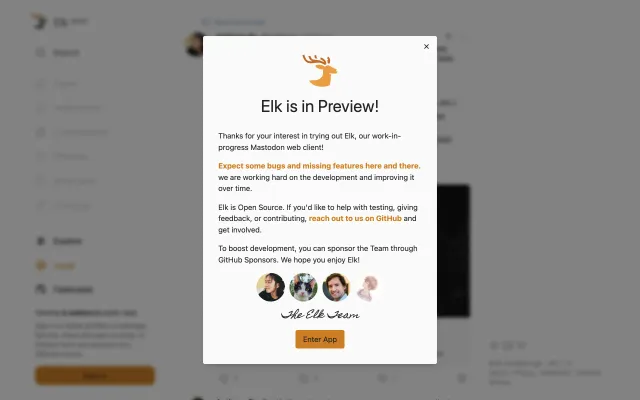 Elk is in Preview!
Thanks for your interest in trying out Elk, our work-in-
progress Mastodon web client!
Expect some bugs and missing features here and there.
we are working hard on the development and improving it
over time.
Elk is Open Source. If you'd like to help with testing, giving
feedback, or contributing, reach out to us on GitHub and
get involved.
To boost development, you can sponsor the Team through
GitHub Sponsors. We hope you enjoy Elk!
The Elk Team
Enter App